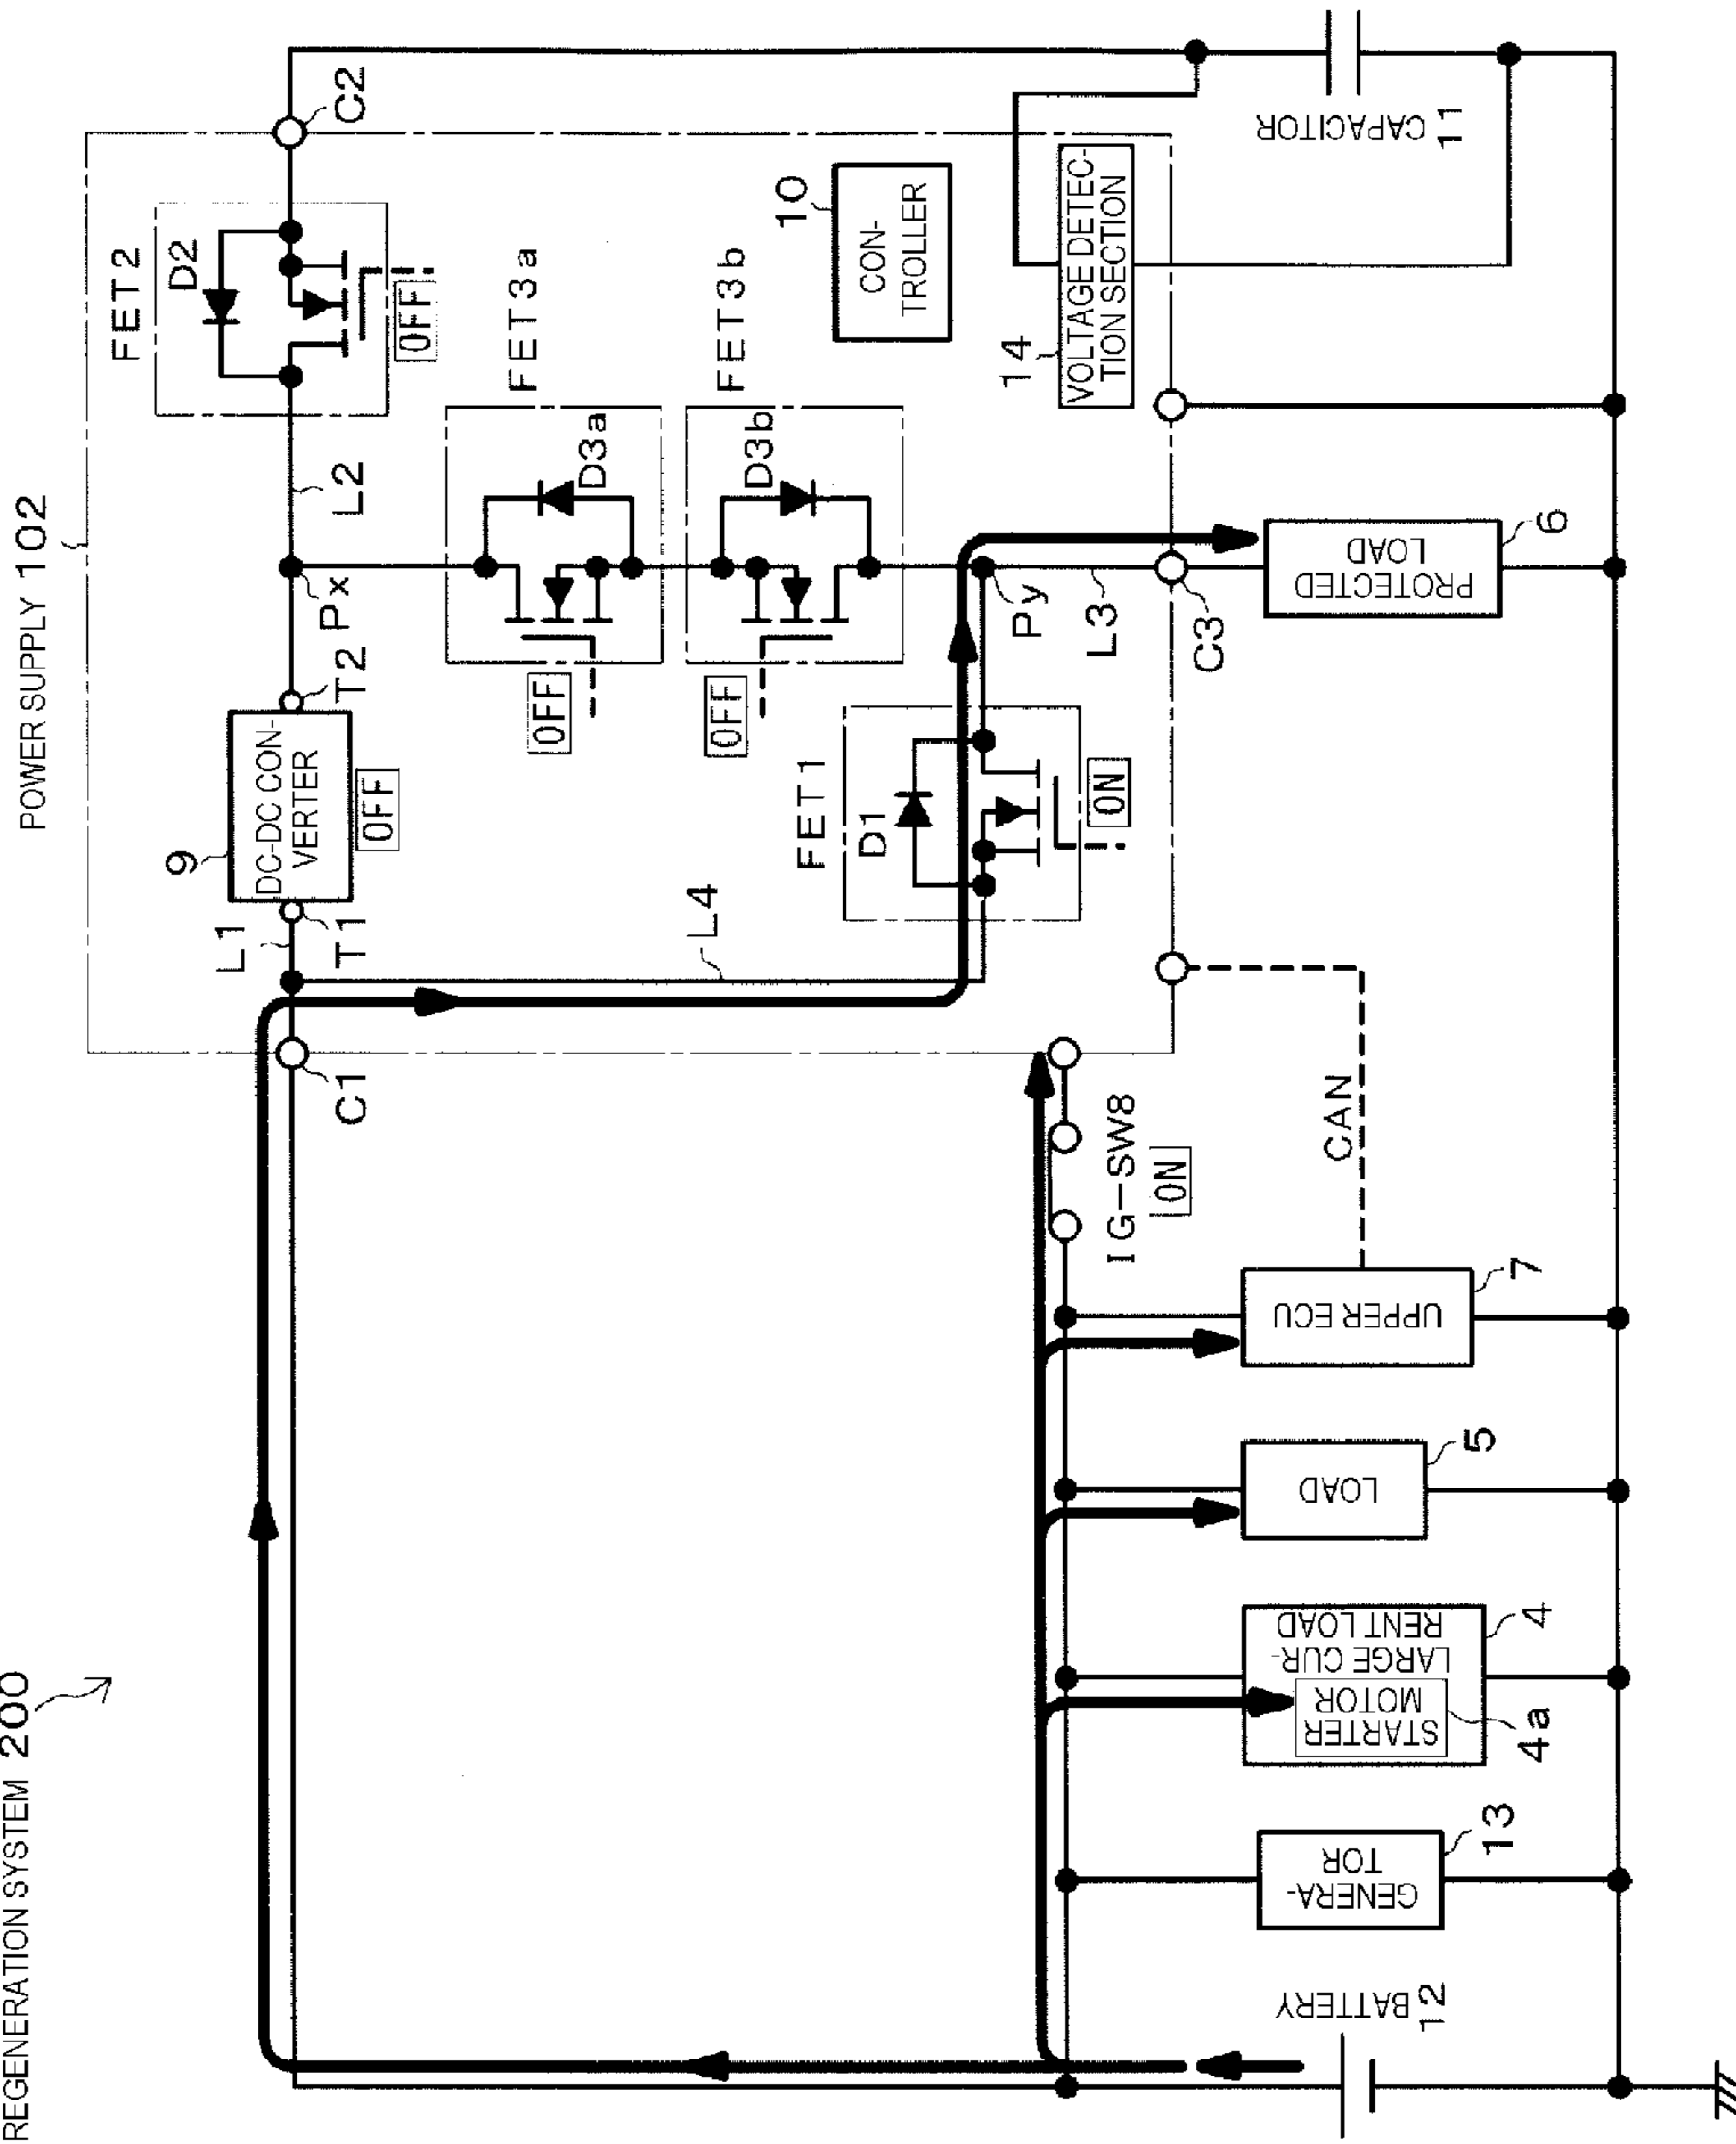 REGENERATION SYSTEM 200
POWER SUPPLY 102
C1
L1
T1
9
DC-DC CON-
VERTER
OFF
T2
Px
L2
FET2
D2
OFF
C2
FET3a
D3a
OFF
FET3b
D3b
OFF
10
CON-
TROLLER
L4
FET1
D1
ON
Py
L3
C3
14
VOLTAGE DETEC-
TION SECTION
CAPACITOR
11
IG-SW8
ON
CAN
BATTERY
12
GENERA-
TOR
13
STARTER
MOTOR
4a
LARGE CUR-
RENT LOAD
4
LOAD
5
UPPER ECU
7
PROTECTED
LOAD
6